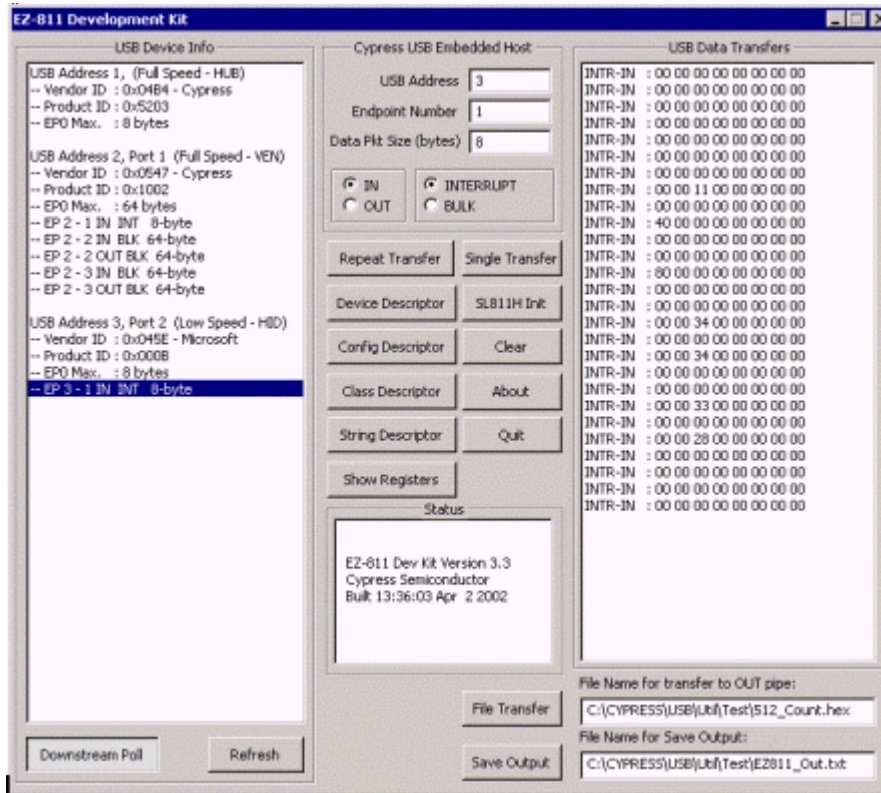 EZ-811 Development Kit
USB Device Info
USB Address 1, (Full Speed - HUB)
-- Vendor ID : 0x04B4 - Cypress
-- Product ID : 0x5203
-- EP0 Max. : 8 bytes
USB Address 2, Port 1 (Full Speed - VEN)
-- Vendor ID : 0x0547 - Cypress
-- Product ID : 0x1002
-- EP0 Max. : 64 bytes
-- EP 2 - 1 IN INT 8-byte
-- EP 2 - 2 IN BLK 64-byte
-- EP 2 - 2 OUT BLK 64-byte
-- EP 2 - 3 IN BLK 64-byte
-- EP 2 - 3 OUT BLK 64-byte
USB Address 3, Port 2 (Low Speed - HID)
-- Vendor ID : 0x045E - Microsoft
-- Product ID : 0x000B
-- EP0 Max. : 8 bytes
-- EP 3 - 1 IN INT 8-byte
Downstream Poll
Refresh
Cypress USB Embedded Host
USB Address 3
Endpoint Number 1
Data Pkt Size (bytes) 8
IN
OUT
INTERRUPT
BULK
Repeat Transfer
Single Transfer
Device Descriptor
SL811H Init
Config Descriptor
Clear
Class Descriptor
About
String Descriptor
Quit
Show Registers
Status
EZ-811 Dev Kit Version 3.3
Cypress Semiconductor
Built 13:36:03 Apr 2 2002
File Transfer
Save Output
USB Data Transfers
INTR-IN : 00 00 00 00 00 00 00 00
INTR-IN : 00 00 00 00 00 00 00 00
INTR-IN : 00 00 00 00 00 00 00 00
INTR-IN : 00 00 00 00 00 00 00 00
INTR-IN : 00 00 00 00 00 00 00 00
INTR-IN : 00 00 00 00 00 00 00 00
INTR-IN : 00 00 00 00 00 00 00 00
INTR-IN : 00 00 11 00 00 00 00 00
INTR-IN : 00 00 00 00 00 00 00 00
INTR-IN : 40 00 00 00 00 00 00 00
INTR-IN : 00 00 00 00 00 00 00 00
INTR-IN : 00 00 00 00 00 00 00 00
INTR-IN : 80 00 00 00 00 00 00 00
INTR-IN : 00 00 00 00 00 00 00 00
INTR-IN : 00 00 00 00 00 00 00 00
INTR-IN : 00 00 34 00 00 00 00 00
INTR-IN : 00 00 00 00 00 00 00 00
INTR-IN : 00 00 34 00 00 00 00 00
INTR-IN : 00 00 00 00 00 00 00 00
INTR-IN : 00 00 00 00 00 00 00 00
INTR-IN : 00 00 33 00 00 00 00 00
INTR-IN : 00 00 00 00 00 00 00 00
INTR-IN : 00 00 28 00 00 00 00 00
INTR-IN : 00 00 00 00 00 00 00 00
INTR-IN : 00 00 00 00 00 00 00 00
INTR-IN : 00 00 00 00 00 00 00 00
INTR-IN : 00 00 00 00 00 00 00 00
File Name for transfer to OUT pipe:
C:\CYPRESS\USB\Util\Test\512_Count.hex
File Name for Save Output:
C:\CYPRESS\USB\Util\Test\EZ811_Out.txt